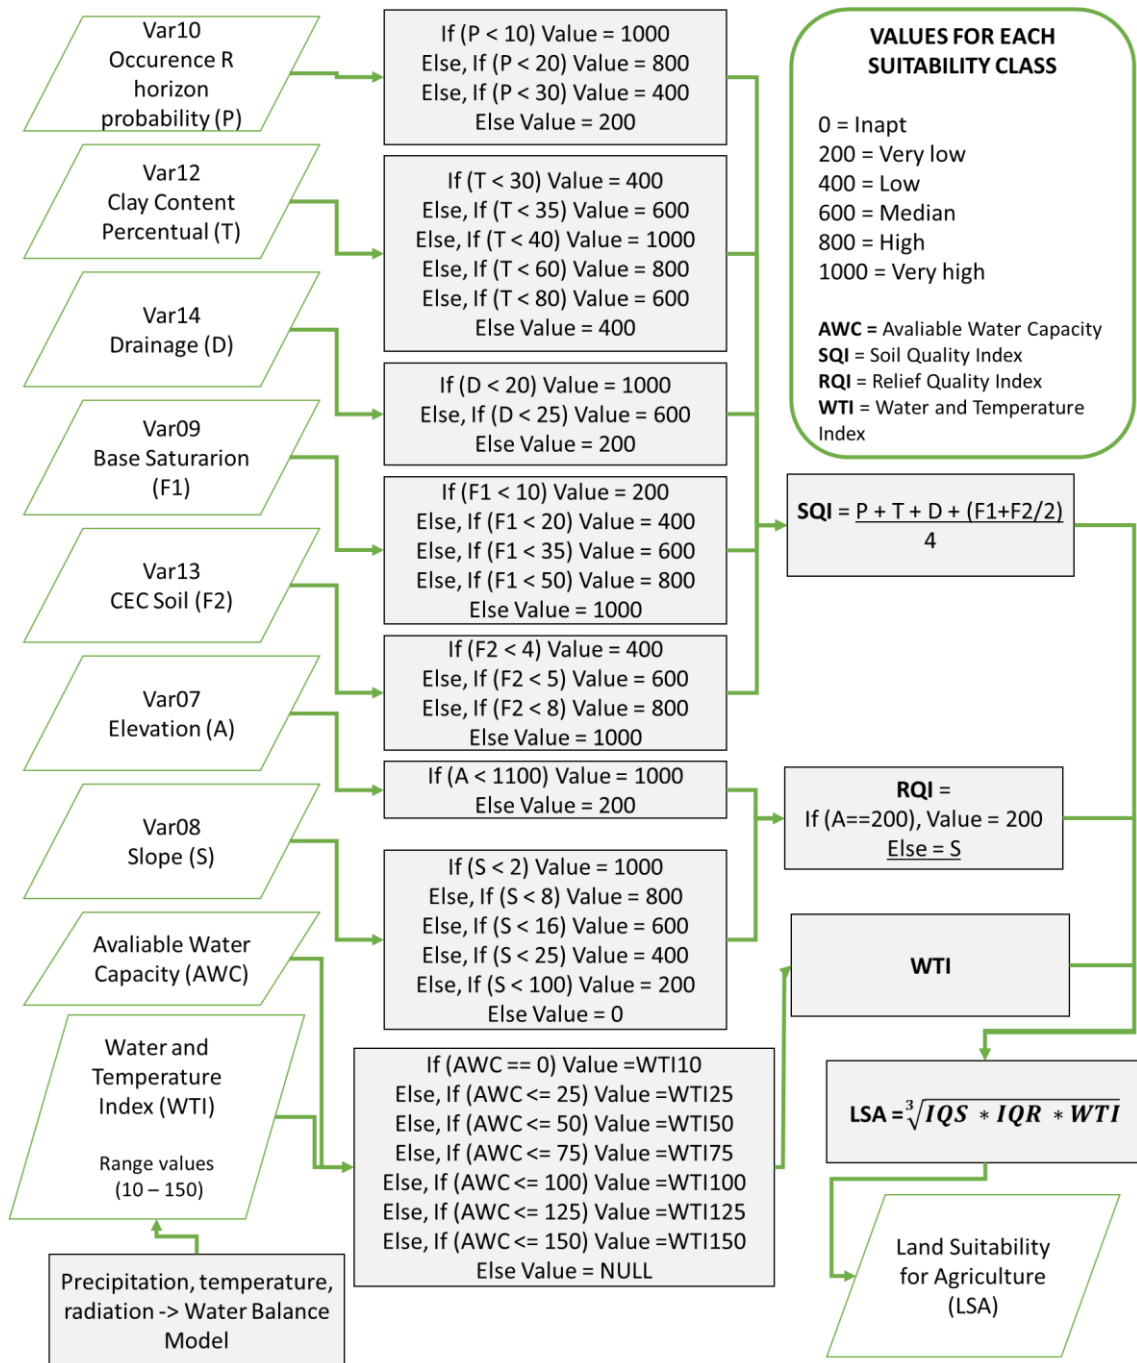 Var10
Occurence R
horizon
probability (P)
If (P < 10) Value = 1000
Else, If (P < 20) Value = 800
Else, If (P < 30) Value = 400
Else Value = 200
Var12
Clay Content
Percentual (T)
If (T < 30) Value = 400
Else, If (T < 35) Value = 600
Else, If (T < 40) Value = 1000
Else, If (T < 60) Value = 800
Else, If (T < 80) Value = 600
Else Value = 400
Var14
Drainage (D)
If (D < 20) Value = 1000
Else, If (D < 25) Value = 600
Else Value = 200
Var09
Base Saturarion
(F1)
If (F1 < 10) Value = 200
Else, If (F1 < 20) Value = 400
Else, If (F1 < 35) Value = 600
Else, If (F1 < 50) Value = 800
Else Value = 1000
Var13
CEC Soil (F2)
If (F2 < 4) Value = 400
Else, If (F2 < 5) Value = 600
Else, If (F2 < 8) Value = 800
Else Value = 1000
Var07
Elevation (A)
If (A < 1100) Value = 1000
Else Value = 200
Var08
Slope (S)
If (S < 2) Value = 1000
Else, If (S < 8) Value = 800
Else, If (S < 16) Value = 600
Else, If (S < 25) Value = 400
Else, If (S < 100) Value = 200
Else Value = 0
Avaliable Water
Capacity (AWC)
Water and
Temperature
Index (WTI)
Range values
(10 – 150)
If (AWC == 0) Value =WTI10
Else, If (AWC <= 25) Value =WTI25
Else, If (AWC <= 50) Value =WTI50
Else, If (AWC <= 75) Value =WTI75
Else, If (AWC <= 100) Value =WTI100
Else, If (AWC <= 125) Value =WTI125
Else, If (AWC <= 150) Value =WTI150
Else Value = NULL
Precipitation, temperature,
radiation -> Water Balance
Model
VALUES FOR EACH
SUITABILITY CLASS
0 = Inapt
200 = Very low
400 = Low
600 = Median
800 = High
1000 = Very high
AWC = Avaliable Water Capacity
SQI = Soil Quality Index
RQI = Relief Quality Index
WTI = Water and Temperature
Index
SQI = P + T + D + (F1+F2/2)
4
RQI =
If (A==200), Value = 200
Else = S
WTI
LSA = ∛IQS * IQR * WTI
Land Suitability
for Agriculture
(LSA)